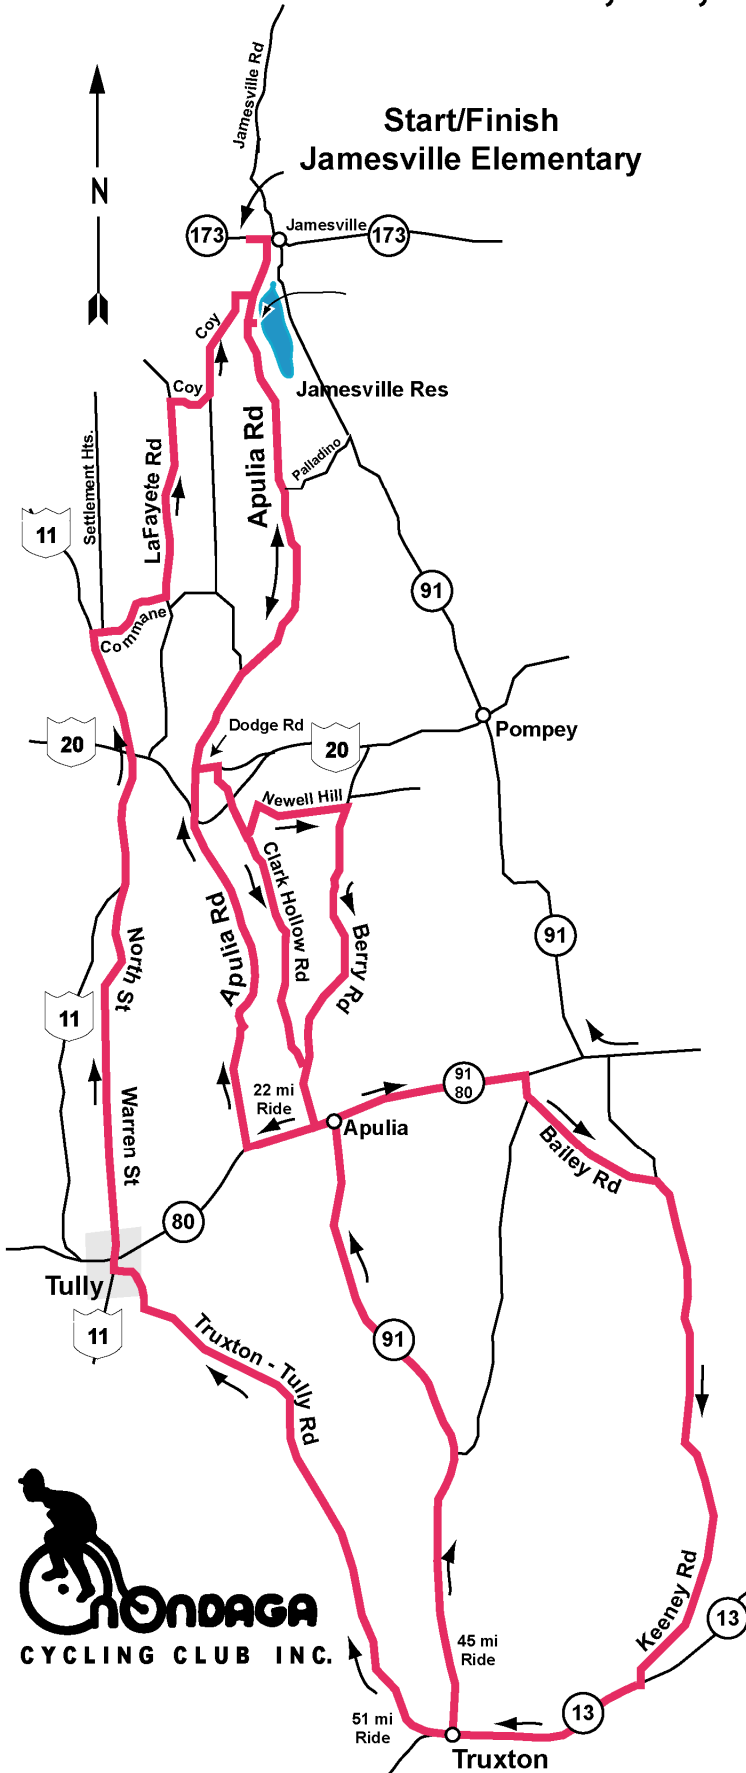 Jamesville Rd
Start/Finish
Jamesville Elementary
N
173
Jamesville
173
Coy
Coy
Jamesville Res
Settlement Hts.
LaFayete Rd
Apulia Rd
Palladino
11
91
Commane
20
Dodge Rd
20
Pompey
Newell Hill
Clark Hollow Rd
Apulia Rd
Berry Rd
North St
91
11
22 mi
Ride
91
80
Apulia
Warren St
Bailey Rd
80
Tully
11
Truxton - Tully Rd
91
ONONDAGA
CYCLING CLUB INC.
Keeney Rd
13
45 mi
Ride
51 mi
Ride
13
Truxton